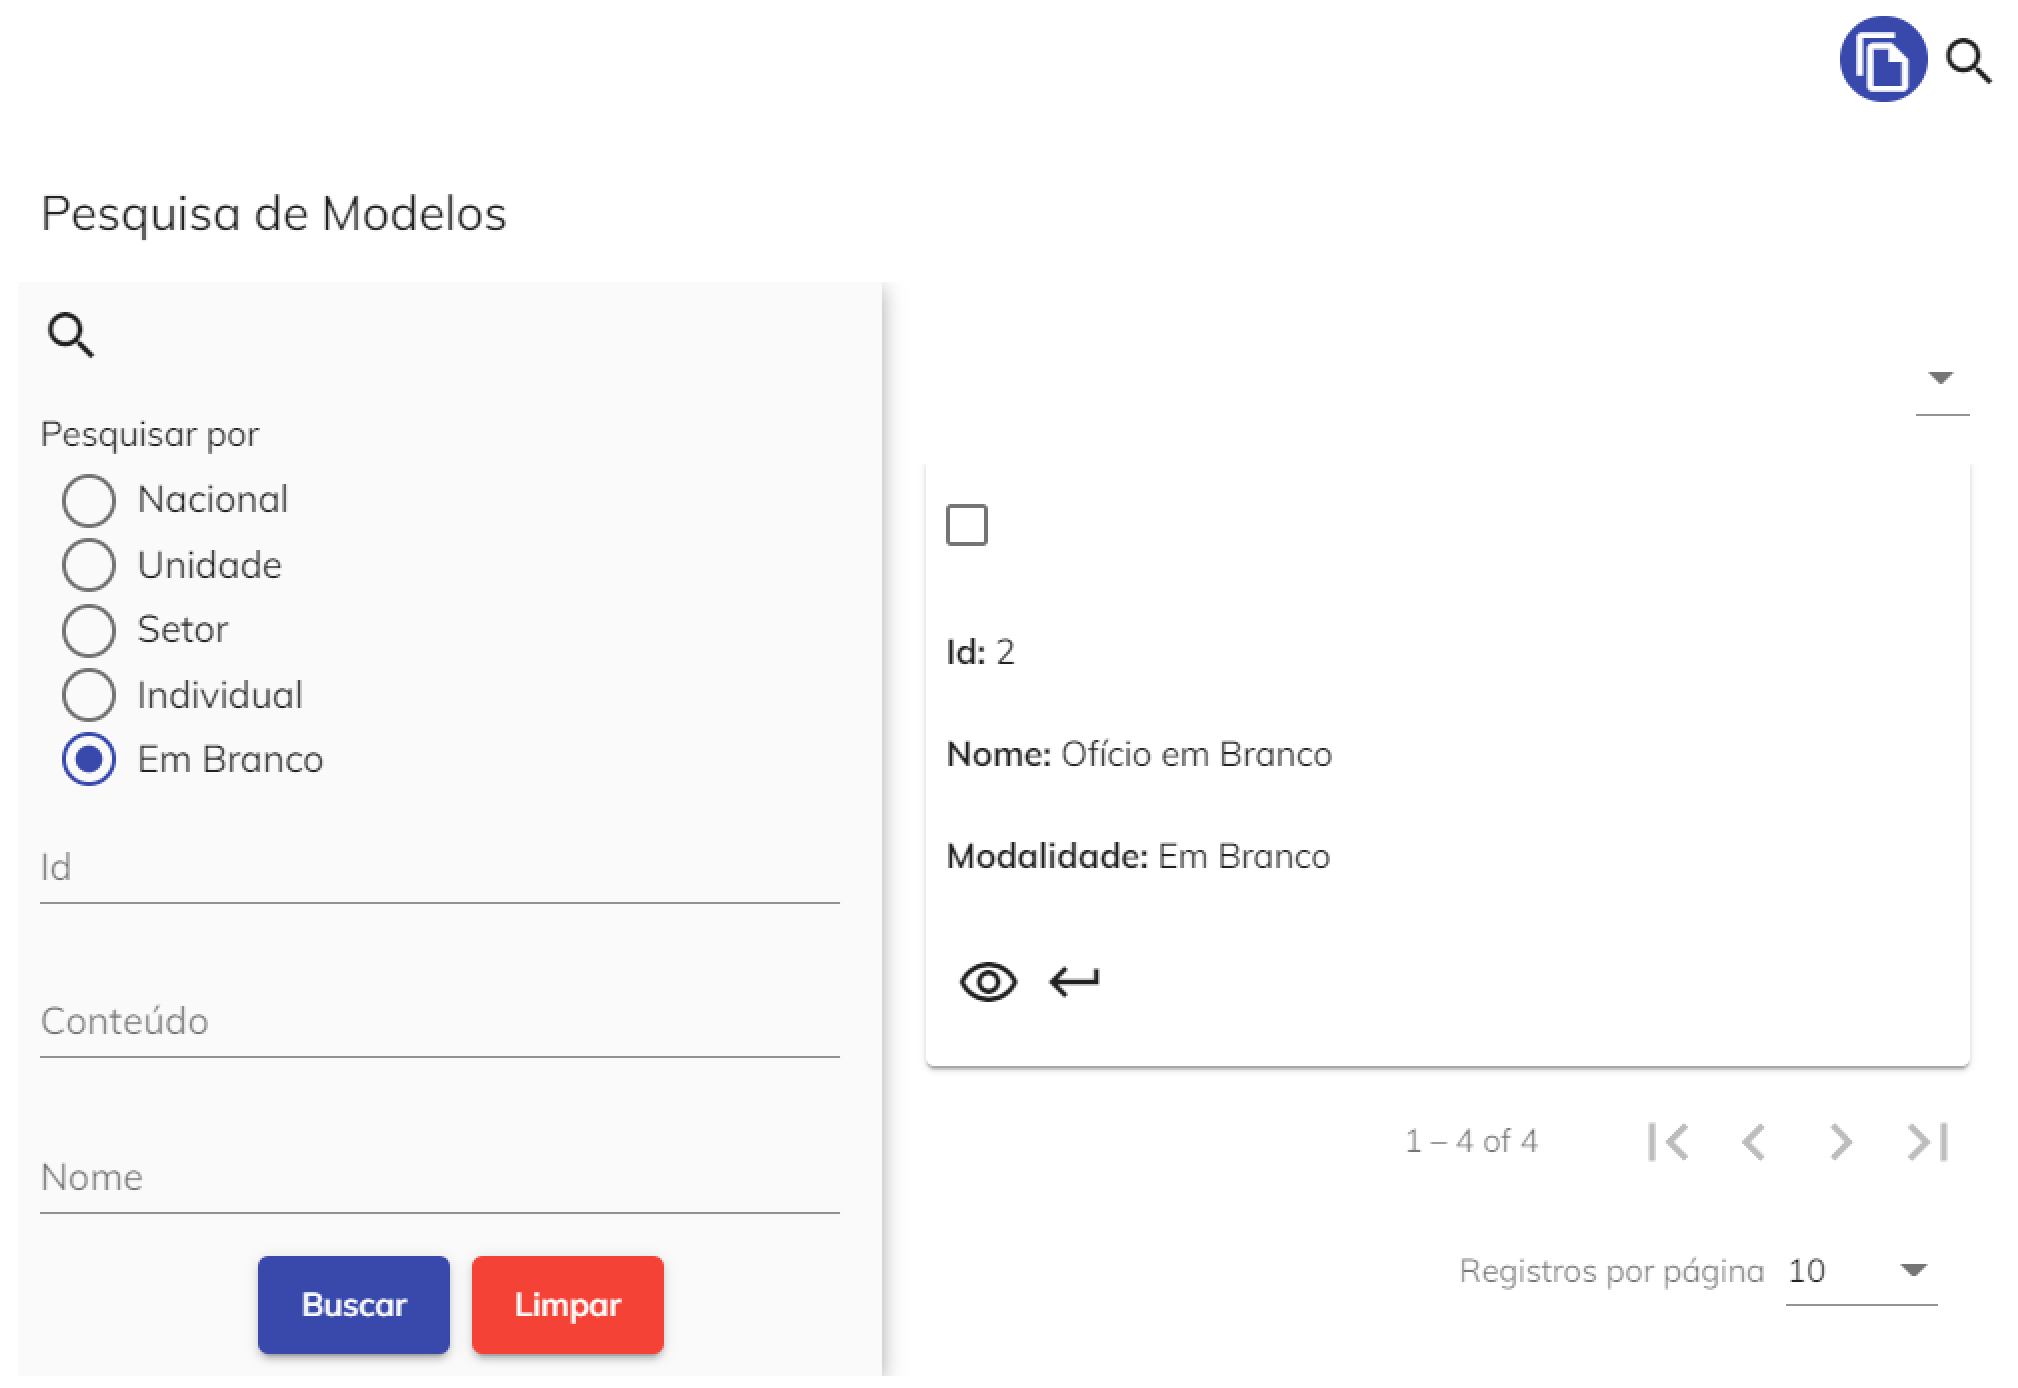 Pesquisa de Modelos
Pesquisar por
Nacional
Unidade
Setor
Individual
Em Branco
Id
Conteúdo
Nome
Buscar
Limpar
Id: 2
Nome: Ofício em Branco
Modalidade: Em Branco
1 – 4 of 4
Registros por página 10